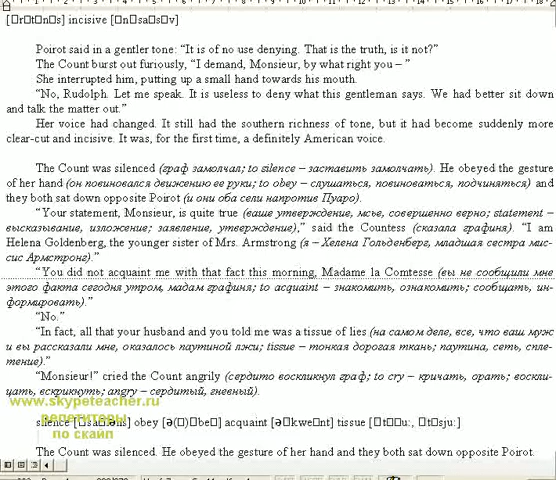 incisive
Poirot said in a gentler tone: “It is of no use denying. That is the truth, is it not?”
The Count burst out furiously, “I demand, Monsieur, by what right you – ”
She interrupted him, putting up a small hand towards his mouth.
“No, Rudolph. Let me speak. It is useless to deny what this gentleman says. We had better sit down
and talk the matter out.”
Her voice had changed. It still had the southern richness of tone, but it had become suddenly more
clear-cut and incisive. It was, for the first time, a definitely American voice.
The Count was silenced (граф замолчал; to silence – заставить замолчать). He obeyed the gesture
of her hand (он повиновался движению ее руки; to obey – слушаться, повиноваться, подчиняться) and
they both sat down opposite Poirot (и они оба сели напротив Пуаро).
“Your statement, Monsieur, is quite true (ваше утверждение, мсье, совершенно верно; statement –
высказывание, изложение; заявление, утверждение),” said the Countess (сказала графиня). “I am
Helena Goldenberg, the younger sister of Mrs. Armstrong (я – Хелена Гольденберг, младшая сестра мис-
сис Армстронг).”
“You did not acquaint me with that fact this morning, Madame la Comtesse (вы не сообщили мне
этого факта сегодня утром, мадам графиня; to acquaint – знакомить, ознакомить; сообщать, ин-
формировать).”
“No.”
“In fact, all that your husband and you told me was a tissue of lies (на самом деле, все, что ваш муж
и вы рассказали мне, оказалось паутиной лжи; tissue – тонкая дорогая ткань; паутина, сеть, спле-
тение).”
“Monsieur!” cried the Count angrily (сердито воскликнул граф; to cry – кричать, орать; воскли-
цать, вскрикнуть; angry – сердитый, гневный).
www.skypeteacher.ru
репетиторы
по скайп
silence obey acquaint tissue
The Count was silenced. He obeyed the gesture of her hand and they both sat down opposite Poirot.